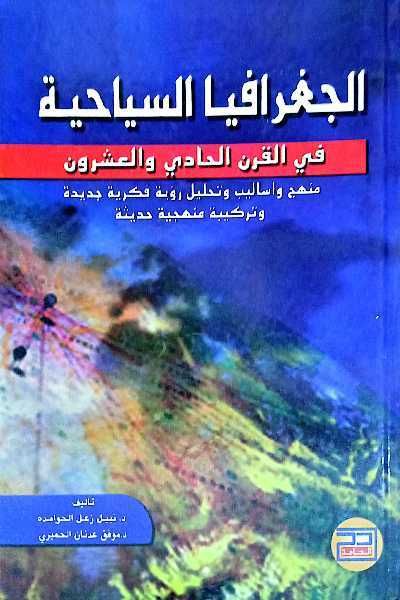 الجغرافيا السياحية
في القرن الحادي والعشرون
منهج وأساليب وتحليل رؤية فكرية جديدة
وتركيبة منهجية حديثة
تأليف
د. نبيل زعل الحوامده
د. موفق عدنان الحميري
الحامد